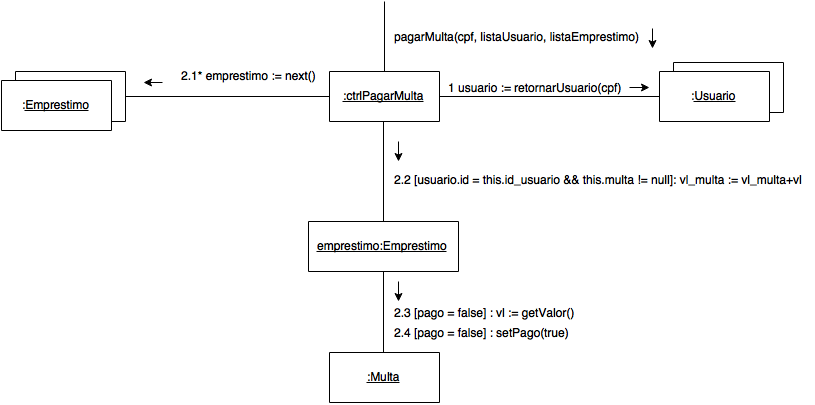 pagarMulta(cpf, listaUsuario, listaEmprestimo)
2.1* emprestimo := next()
:Emprestimo
:ctrlPagarMulta
1 usuario := retornarUsuario(cpf)
:Usuario
2.2 [usuario.id = this.id_usuario && this.multa != null]: vl_multa := vl_multa+vl
emprestimo:Emprestimo
2.3 [pago = false] : vl := getValor()
2.4 [pago = false] : setPago(true)
:Multa